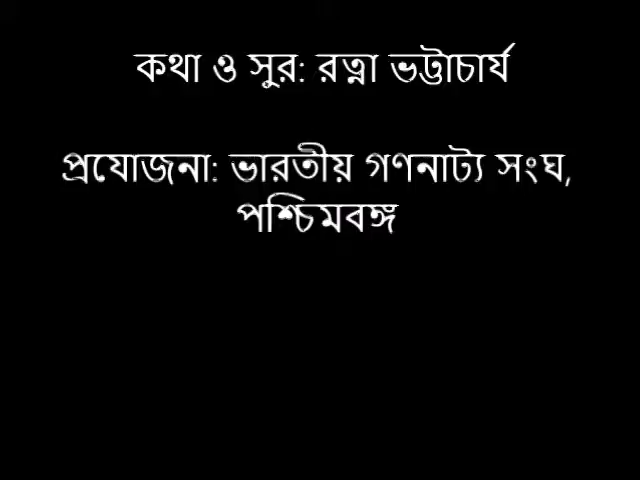 কথা ও সুর: রত্না ভট্টাচার্য
প্রযোজনা: ভারতীয় গণনাট্য সংঘ,
পশ্চিমবঙ্গ